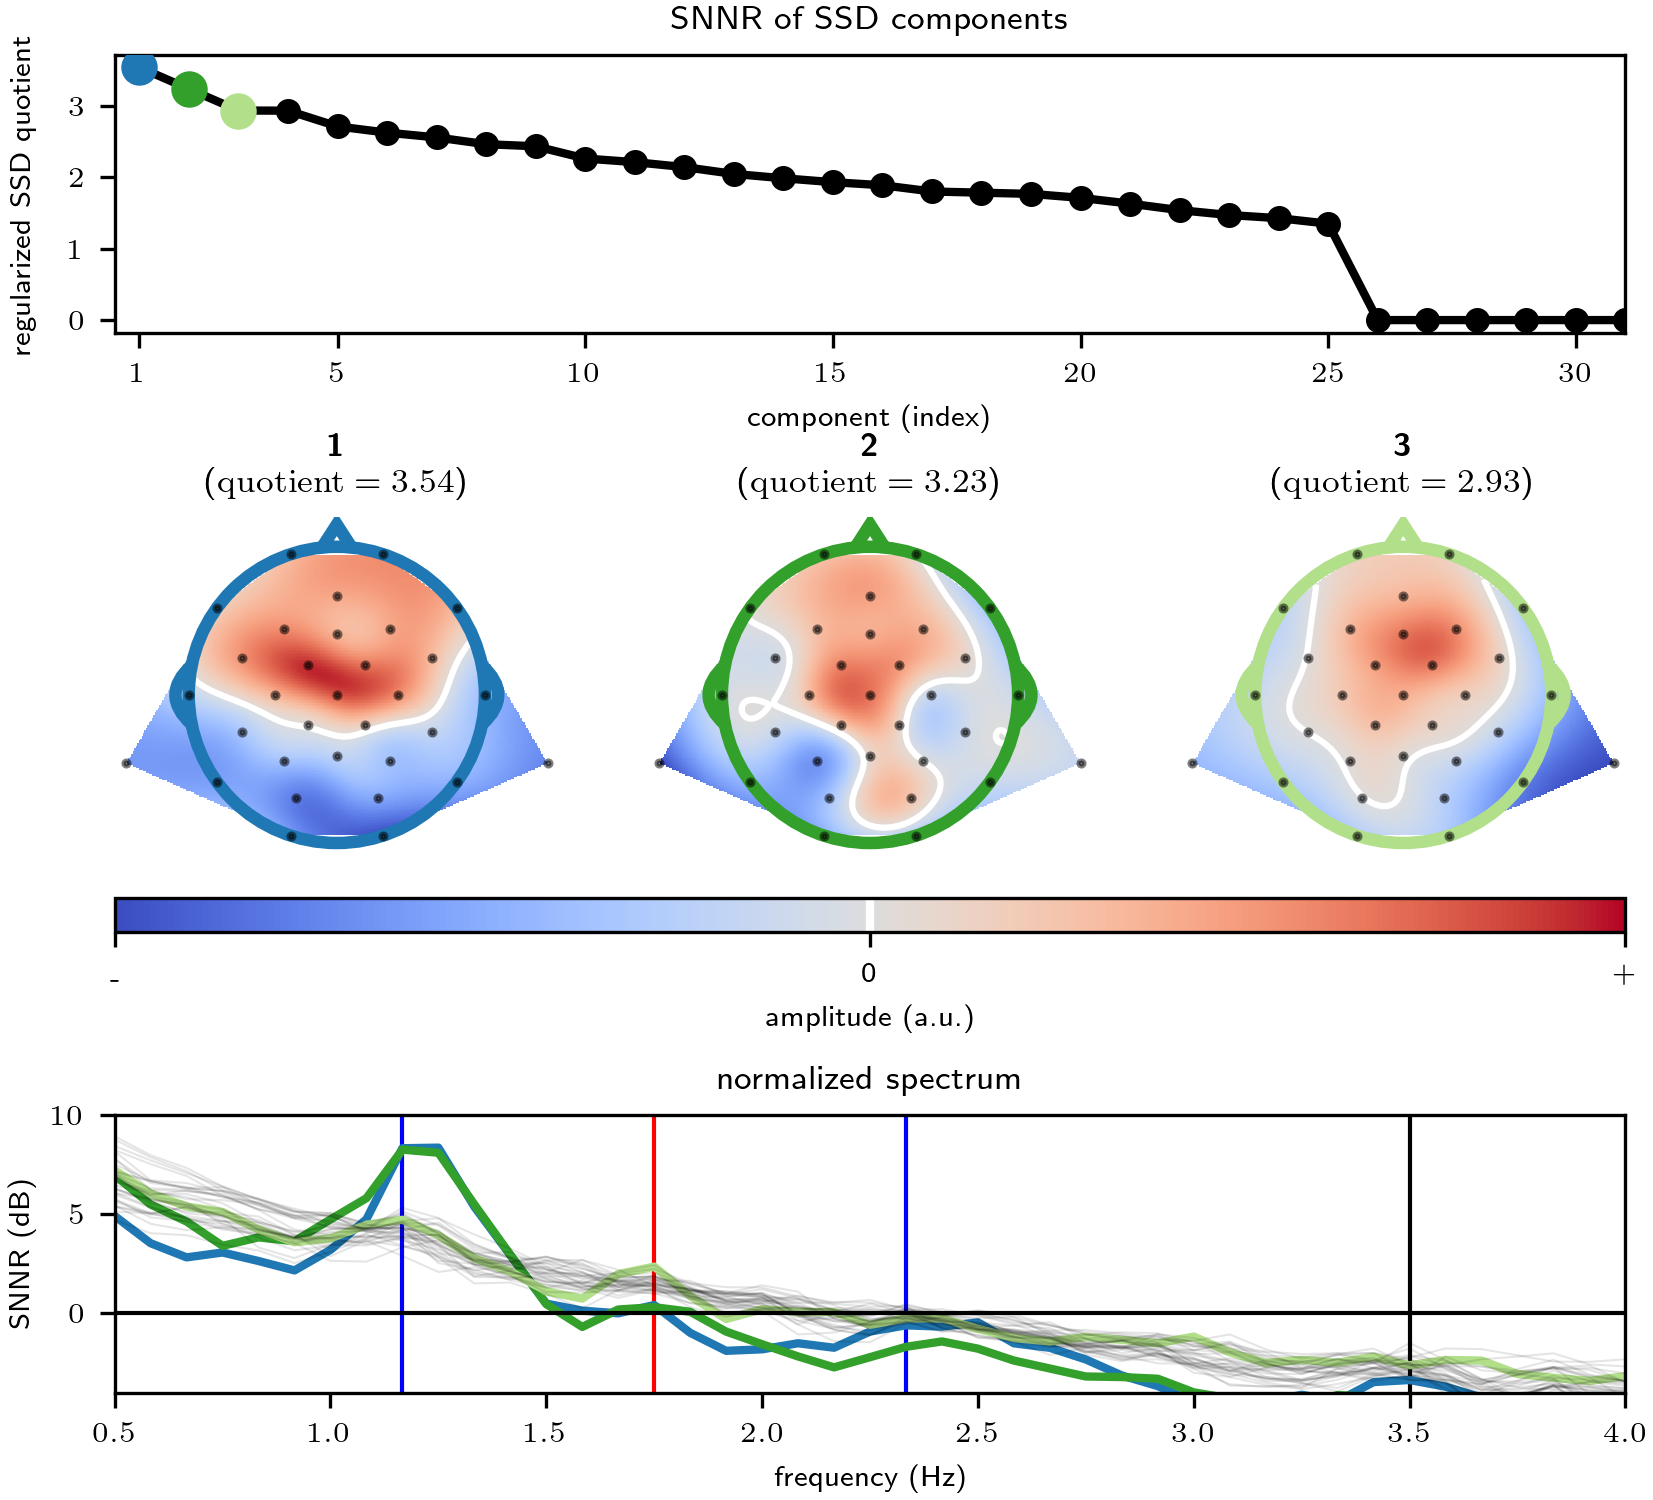 SNNR of SSD components
regularized SSD quotient
3
2
1
0
1 5 10 15 20 25 30
component (index)
1 2 3
(quotient = 3.54) (quotient = 3.23) (quotient = 2.93)
- 0 +
amplitude (a.u.)
normalized spectrum
SNNR (dB)
10
5
0
0.5 1.0 1.5 2.0 2.5 3.0 3.5 4.0
frequency (Hz)